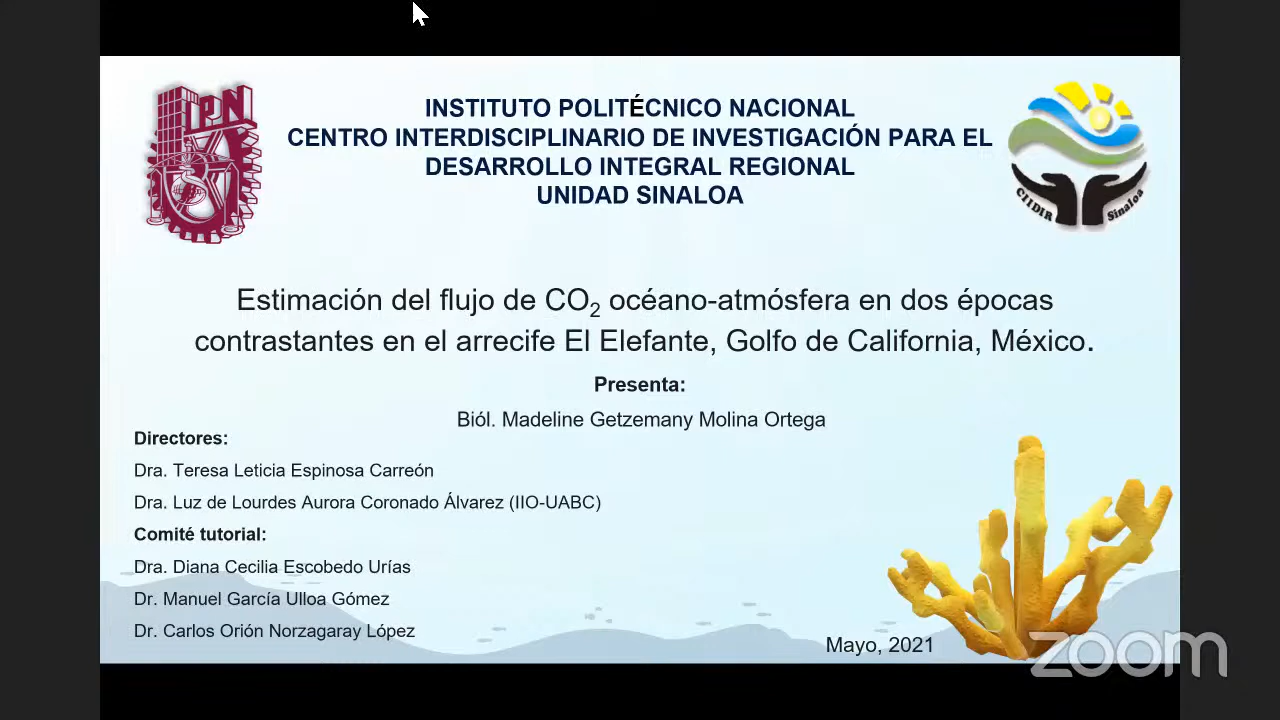 IPN
INSTITUTO POLITÉCNICO NACIONAL
CENTRO INTERDISCIPLINARIO DE INVESTIGACIÓN PARA EL
DESARROLLO INTEGRAL REGIONAL
UNIDAD SINALOA
CIIDIR Sinaloa
Estimación del flujo de CO₂ océano-atmósfera en dos épocas
contrastantes en el arrecife El Elefante, Golfo de California, México.
Presenta:
Biól. Madeline Getzemany Molina Ortega
Directores:
Dra. Teresa Leticia Espinosa Carreón
Dra. Luz de Lourdes Aurora Coronado Álvarez (IIO-UABC)
Comité tutorial:
Dra. Diana Cecilia Escobedo Urías
Dr. Manuel García Ulloa Gómez
Dr. Carlos Orión Norzagaray López
Mayo, 2021
zoom